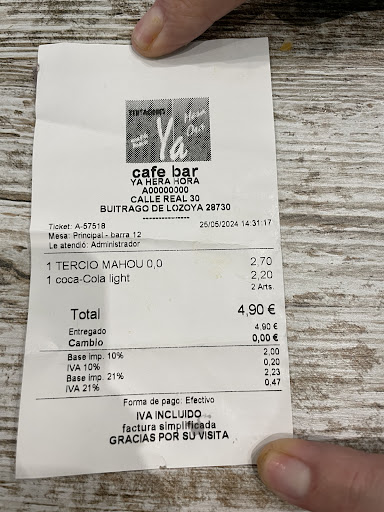 Ya
cafe bar
YA HERA HORA
A00000000
CALLE REAL 30
BUITRAGO DE LOZOYA 28730
---------------
Ticket: A-57518 25/05/2024 14:31:17
Mesa: Principal - barra 12
Le atendió: Administrador
1 TERCIO MAHOU 0,0 2,70
1 coca-Cola light 2,20
2 Arts.
Total 4,90 €
Entregado 4,90 €
Cambio 0,00 €
Base Imp. 10% 2,00
IVA 10% 0,20
Base Imp. 21% 2,23
IVA 21% 0,47
Forma de pago: Efectivo
IVA INCLUIDO
factura simplificada
GRACIAS POR SU VISITA